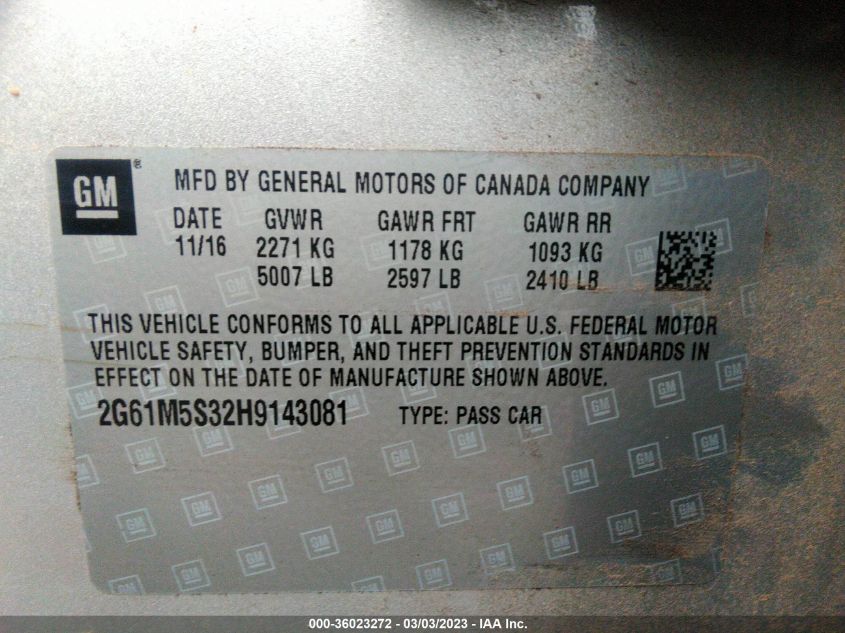 GM ®
MFD BY GENERAL MOTORS OF CANADA COMPANY
DATE GVWR GAWR FRT GAWR RR
11/16 2271 KG 1178 KG 1093 KG
5007 LB 2597 LB 2410 LB
THIS VEHICLE CONFORMS TO ALL APPLICABLE U.S. FEDERAL MOTOR
VEHICLE SAFETY, BUMPER, AND THEFT PREVENTION STANDARDS IN
EFFECT ON THE DATE OF MANUFACTURE SHOWN ABOVE.
2G61M5S32H9143081 TYPE: PASS CAR
000-36023272 - 03/03/2023 - IAA Inc.